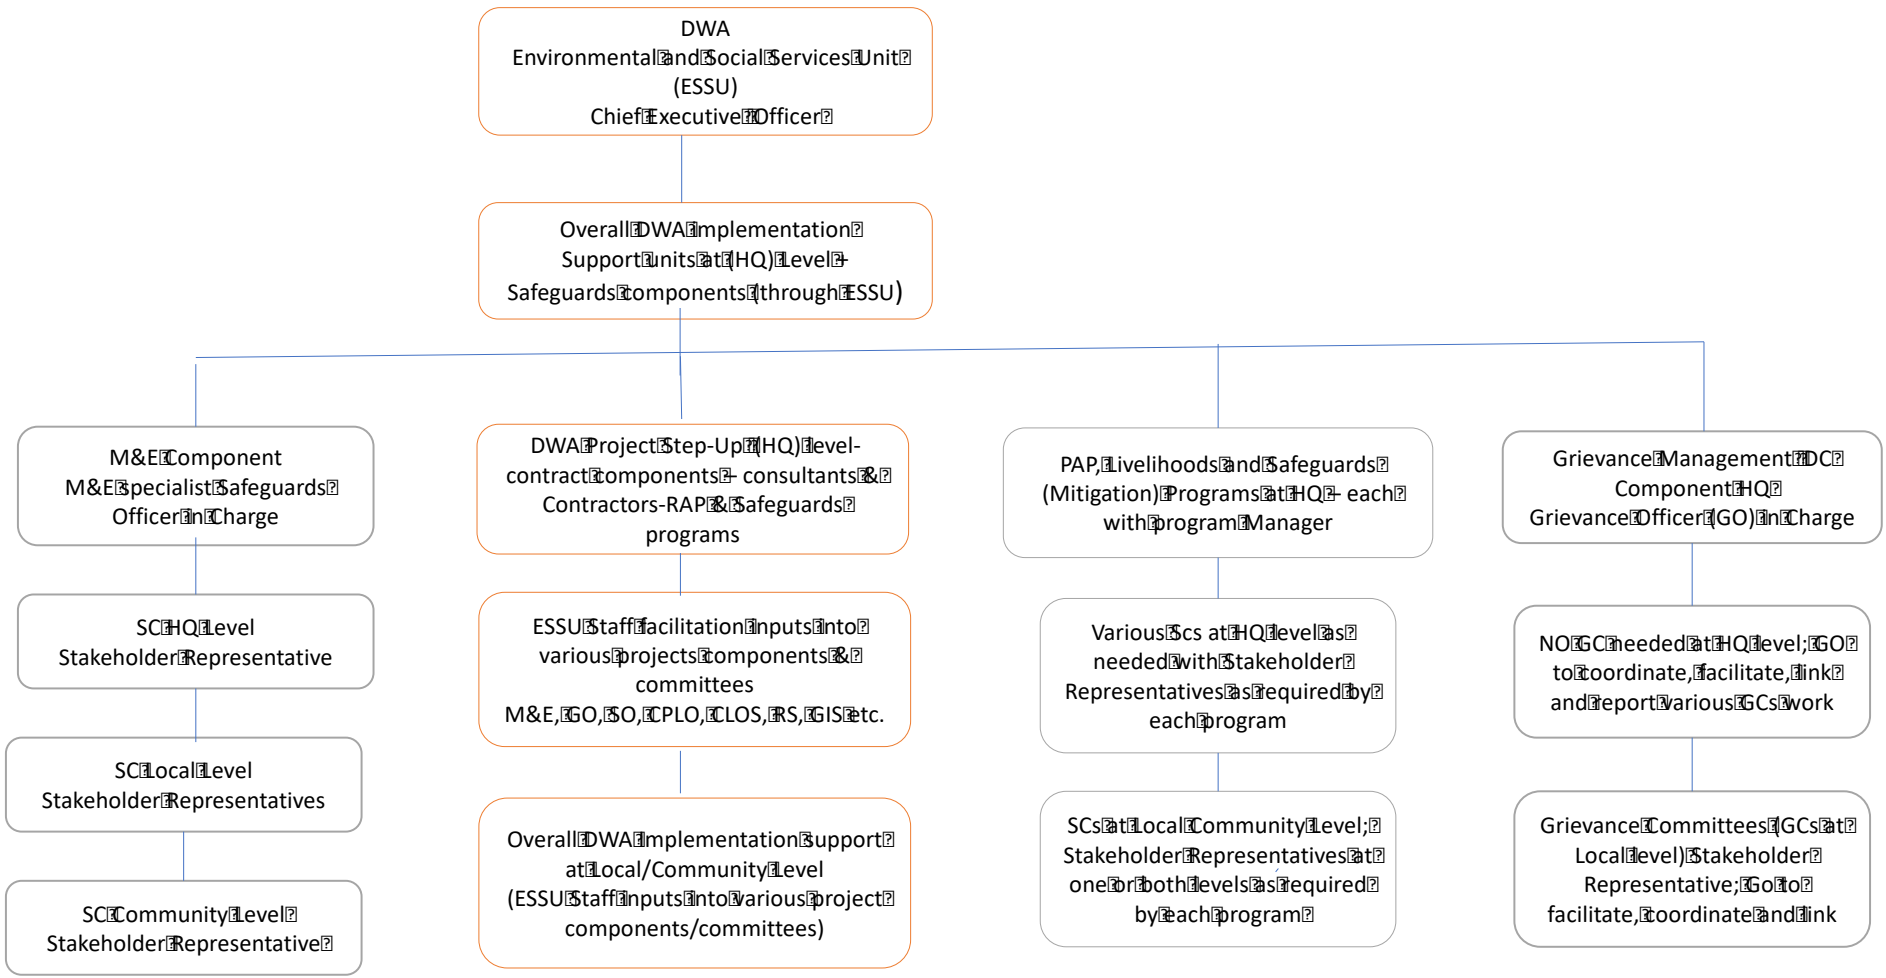 DWA
Environmental and Social Services Unit
(ESSU)
Chief Executive Officer
Overall DWA Implementation
Support units at (HQ) Level +
Safeguards components (through ESSU)
M&E Component
M&E specialist Safeguards
Officer in Charge
SC HQ Level
Stakeholder Representative
SC Local Level
Stakeholder Representatives
SC Community Level
Stakeholder Representative
DWA Project Step-Up (HQ) level-
contract components – consultants &
Contractors-RAP & Safeguards
programs
ESSU Staff facilitation inputs into
various projects components &
committees
M&E, GO, SO, CPLO, CLOS, RS, GIS etc.
Overall DWA Implementation support
at Local/Community Level
(ESSU Staff inputs into various project
components/committees)
PAP, Livelihoods and Safeguards
(Mitigation) Programs at HQ – each
with program Manager
Various Scs at HQ level as
needed with Stakeholder
Representatives as required by
each program
SCs at Local Community Level;
Stakeholder Representatives at
one or both levels as required
by each program
Grievance Management DC
Component HQ
Grievance Officer (GO) in Charge
NO GC needed at HQ level; GO
to coordinate, facilitate, link
and report various GCs work
Grievance Committees (GCs at
Local level) Stakeholder
Representative; Go to
facilitate, coordinate and link